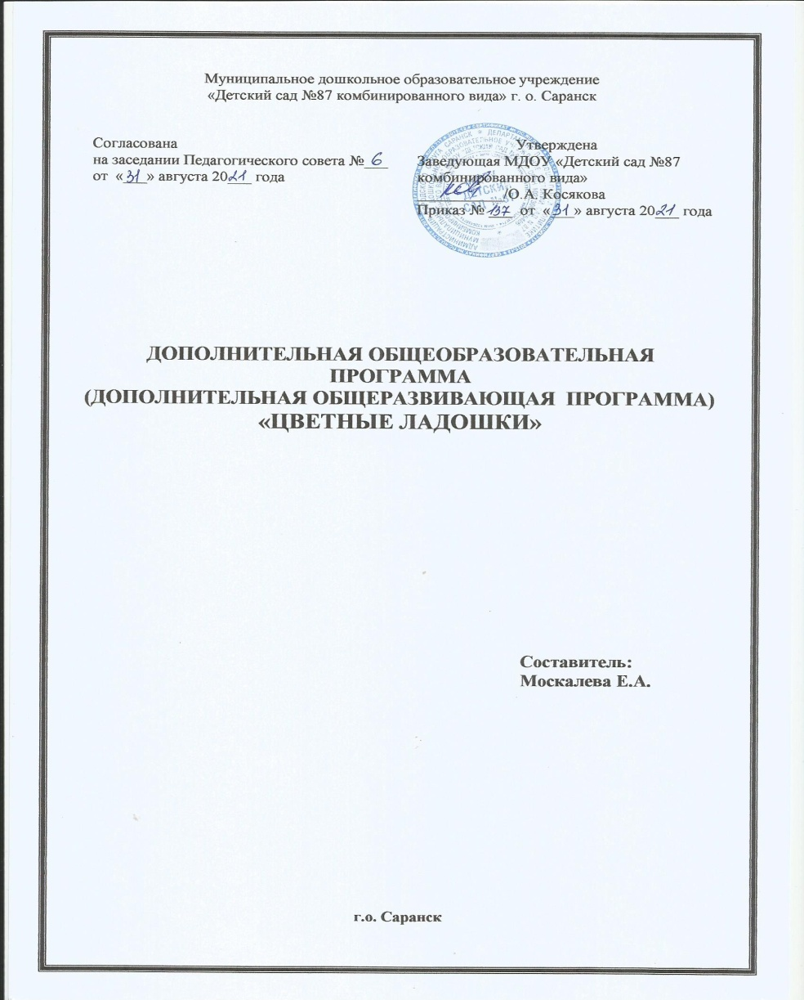 Муниципальное дошкольное образовательное учреждение
«Детский сад №87 комбинированного вида» г. о. Саранск
Согласована
на заседании Педагогического совета № 6
от «31» августа 2021 года
Утверждена
Заведующая МДОУ «Детский сад №87
комбинированного вида»
/О.А. Косякова
Приказ № 137 от «31» августа 2021 года
ДЕТСКИЙ
САД
ДОПОЛНИТЕЛЬНАЯ ОБЩЕОБРАЗОВАТЕЛЬНАЯ
ПРОГРАММА
(ДОПОЛНИТЕЛЬНАЯ ОБЩЕРАЗВИВАЮЩАЯ ПРОГРАММА)
«ЦВЕТНЫЕ ЛАДОШКИ»
Составитель:
Москалева Е.А.
г.о. Саранск